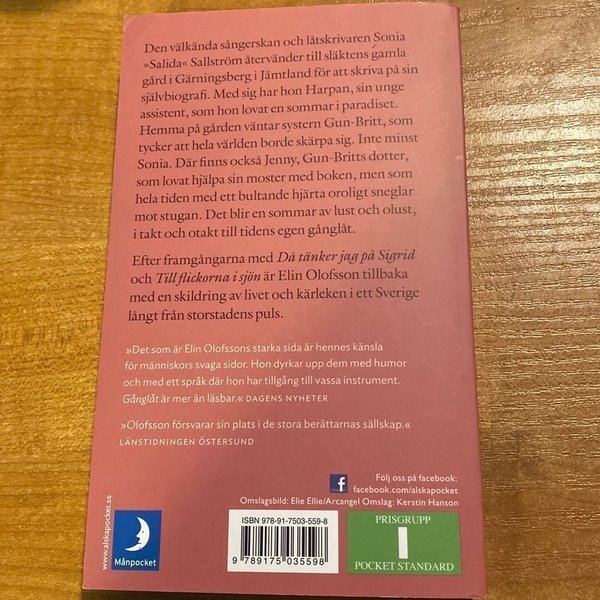 Den välkända sångerskan och låtskrivaren Sonia
»Salida« Sallström återvänder till släktens gamla
gård i Gärningsberg i Jämtland för att skriva på sin
självbiografi. Med sig har hon Harpan, sin unge
assistent, som hon lovat en sommar i paradiset.
Hemma på gården väntar systern Gun-Britt, som
tycker att hela världen borde skärpa sig. Inte minst
Sonia. Där finns också Jenny, Gun-Britts dotter,
som lovat hjälpa sin moster med boken, men som
hela tiden med ett bultande hjärta oroligt sneglar
mot stugan. Det blir en sommar av lust och olust,
i takt och otakt till tidens egen gånglåt.
Efter framgångarna med Då tänker jag på Sigrid
och Till flickorna i sjön är Elin Olofsson tillbaka
med en skildring av livet och kärleken i ett Sverige
långt från storstadens puls.
»Det som är Elin Olofssons starka sida är hennes känsla
för människors svaga sidor. Hon dyrkar upp dem med humor
och med ett språk där hon har tillgång till vassa instrument.
Gånglåt är mer än läsbar.« DAGENS NYHETER
»Olofsson försvarar sin plats i de stora berättarnas sällskap.«
LÄNSTIDNINGEN ÖSTERSUND
Följ oss på facebook:
facebook.com/alskapocket
Omslagsbild: Elie Ellie/Arcangel Omslag: Kerstin Hanson
www.alskapocket.se
Månpocket
ISBN 978-91-7503-559-8
9 789175 035598
PRISGRUPP
I
POCKET STANDARD